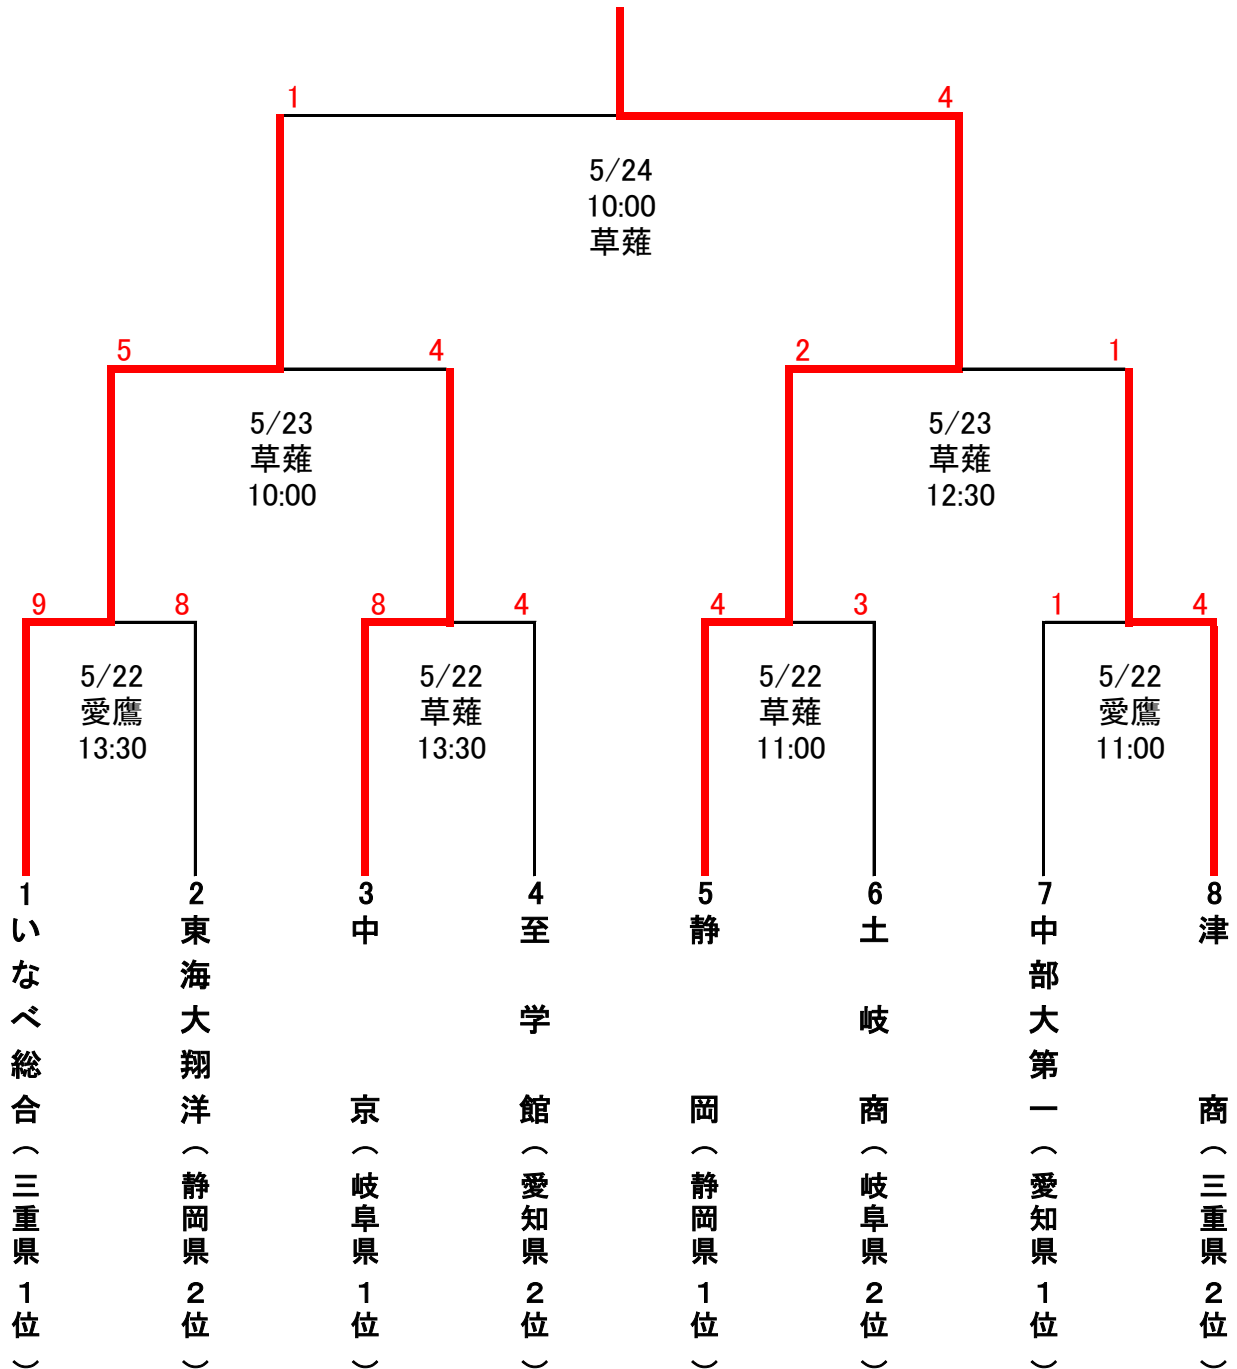 1 4
5/24
10:00
草薙
5 4 2 1
5/23
草薙
10:00
5/23
草薙
12:30
9 8 8 4 4 3 1 4
5/22
愛鷹
13:30
5/22
草薙
13:30
5/22
草薙
11:00
5/22
愛鷹
11:00
1
いなべ総合（三重県1位）
2
東海大翔洋（静岡県2位）
3
中京（岐阜県1位）
4
至学館（愛知県2位）
5
静岡（静岡県1位）
6
土岐商（岐阜県2位）
7
中部大第一（愛知県1位）
8
津商（三重県2位）